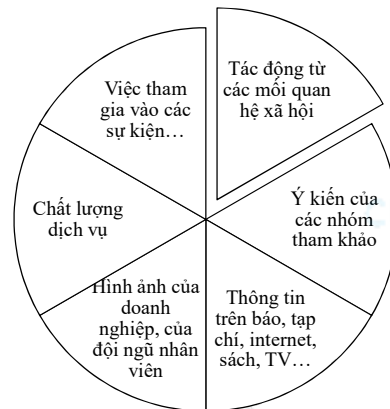 Tác động từ
các mối quan
hệ xã hội
Ý kiến của
các nhóm
tham khảo
Thông tin
trên báo, tạp
chí, internet,
sách, TV…
Hình ảnh của
doanh
nghiệp, của
đội ngũ nhân
viên
Chất lượng
dịch vụ
Việc tham
gia vào các
sự kiện…